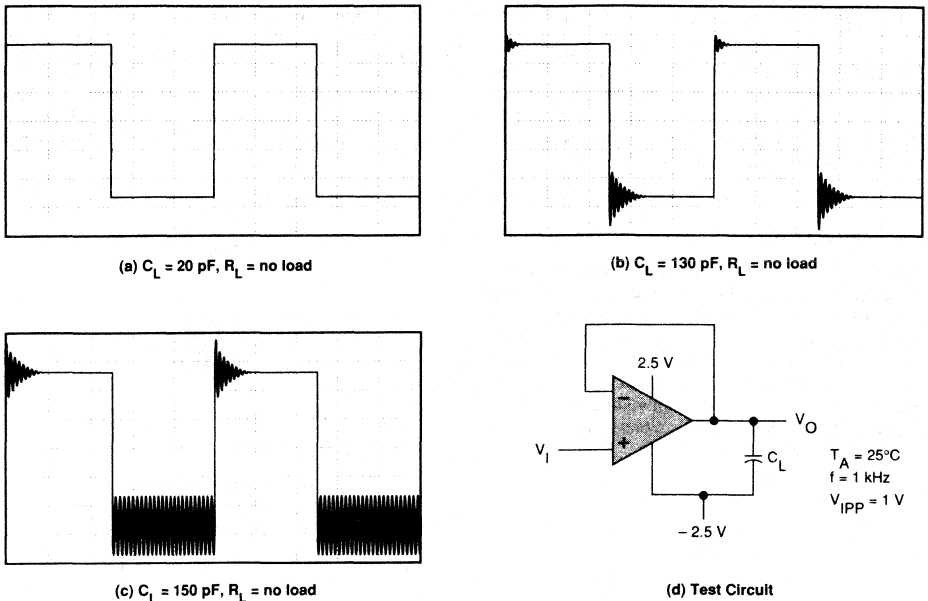 (a) C_L = 20 pF, R_L = no load
(b) C_L = 130 pF, R_L = no load
(c) C_L = 150 pF, R_L = no load
2.5 V
−
+
V_I
V_O
C_L
T_A = 25°C
f = 1 kHz
V_IPP = 1 V
− 2.5 V
(d) Test Circuit